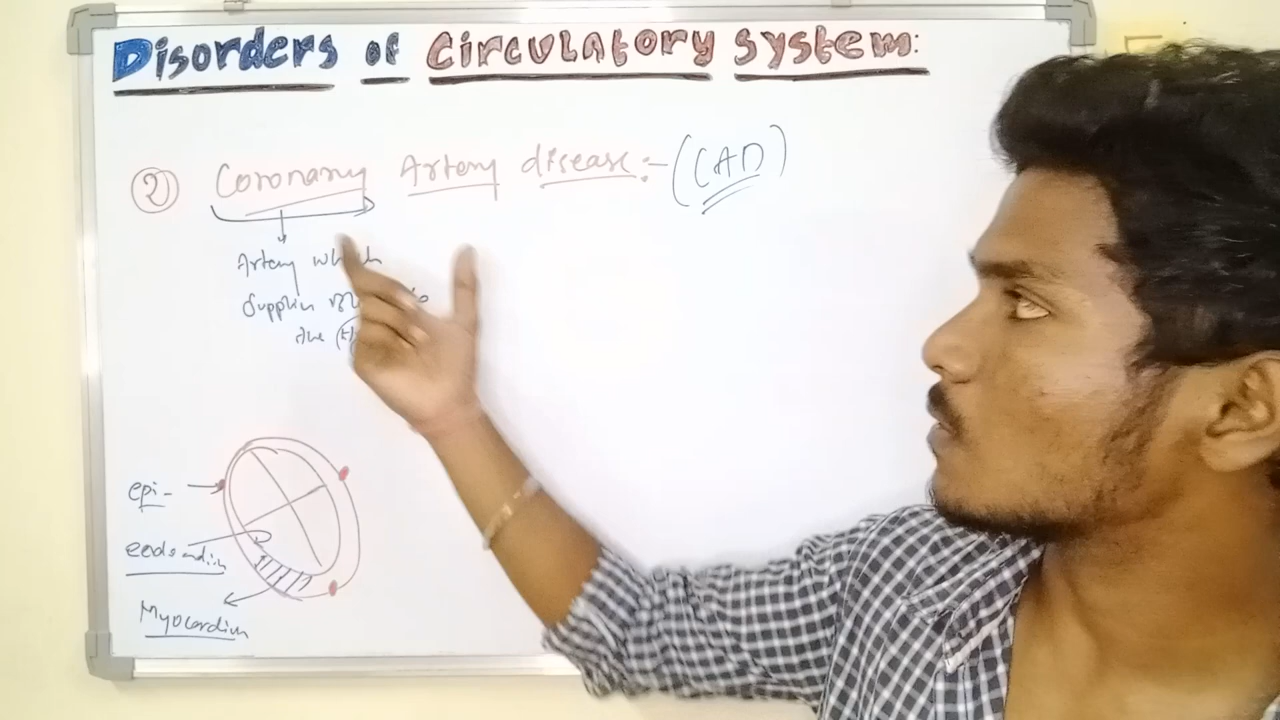 Disorders of Circulatory System:
② Coronary Artery disease:- (CAD)
Artery which
Supplies
the
epi-
endocardium
Myocardium